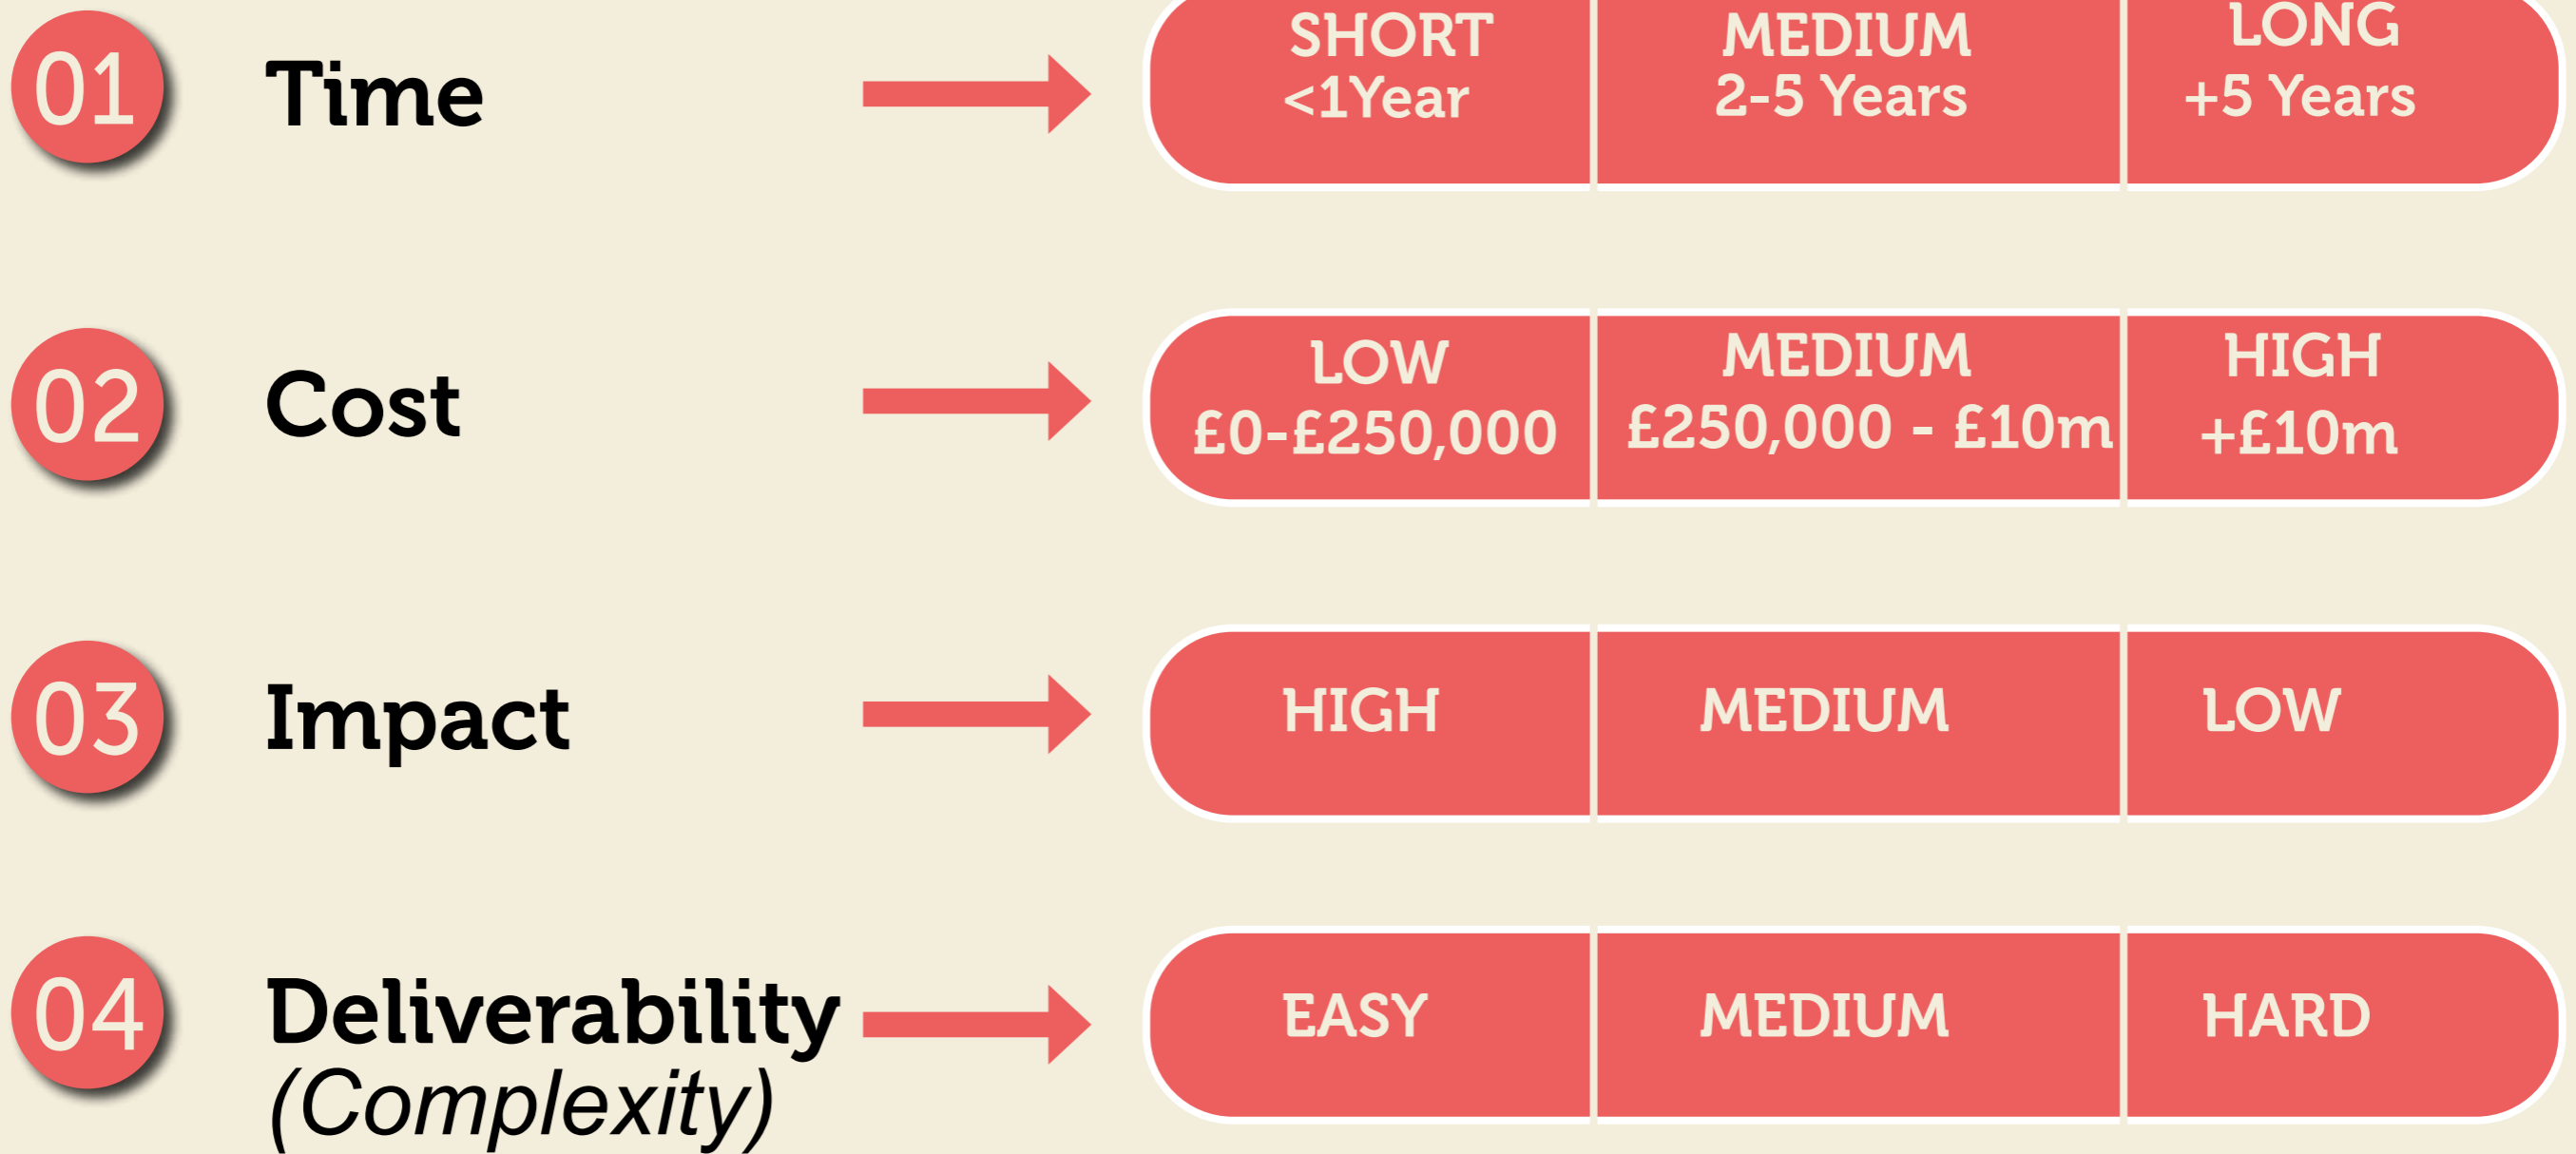 01 Time SHORT MEDIUM LONG
<1Year 2-5 Years +5 Years
02 Cost LOW MEDIUM HIGH
£0-£250,000 £250,000 - £10m +£10m
03 Impact HIGH MEDIUM LOW
04 Deliverability EASY MEDIUM HARD
(Complexity)